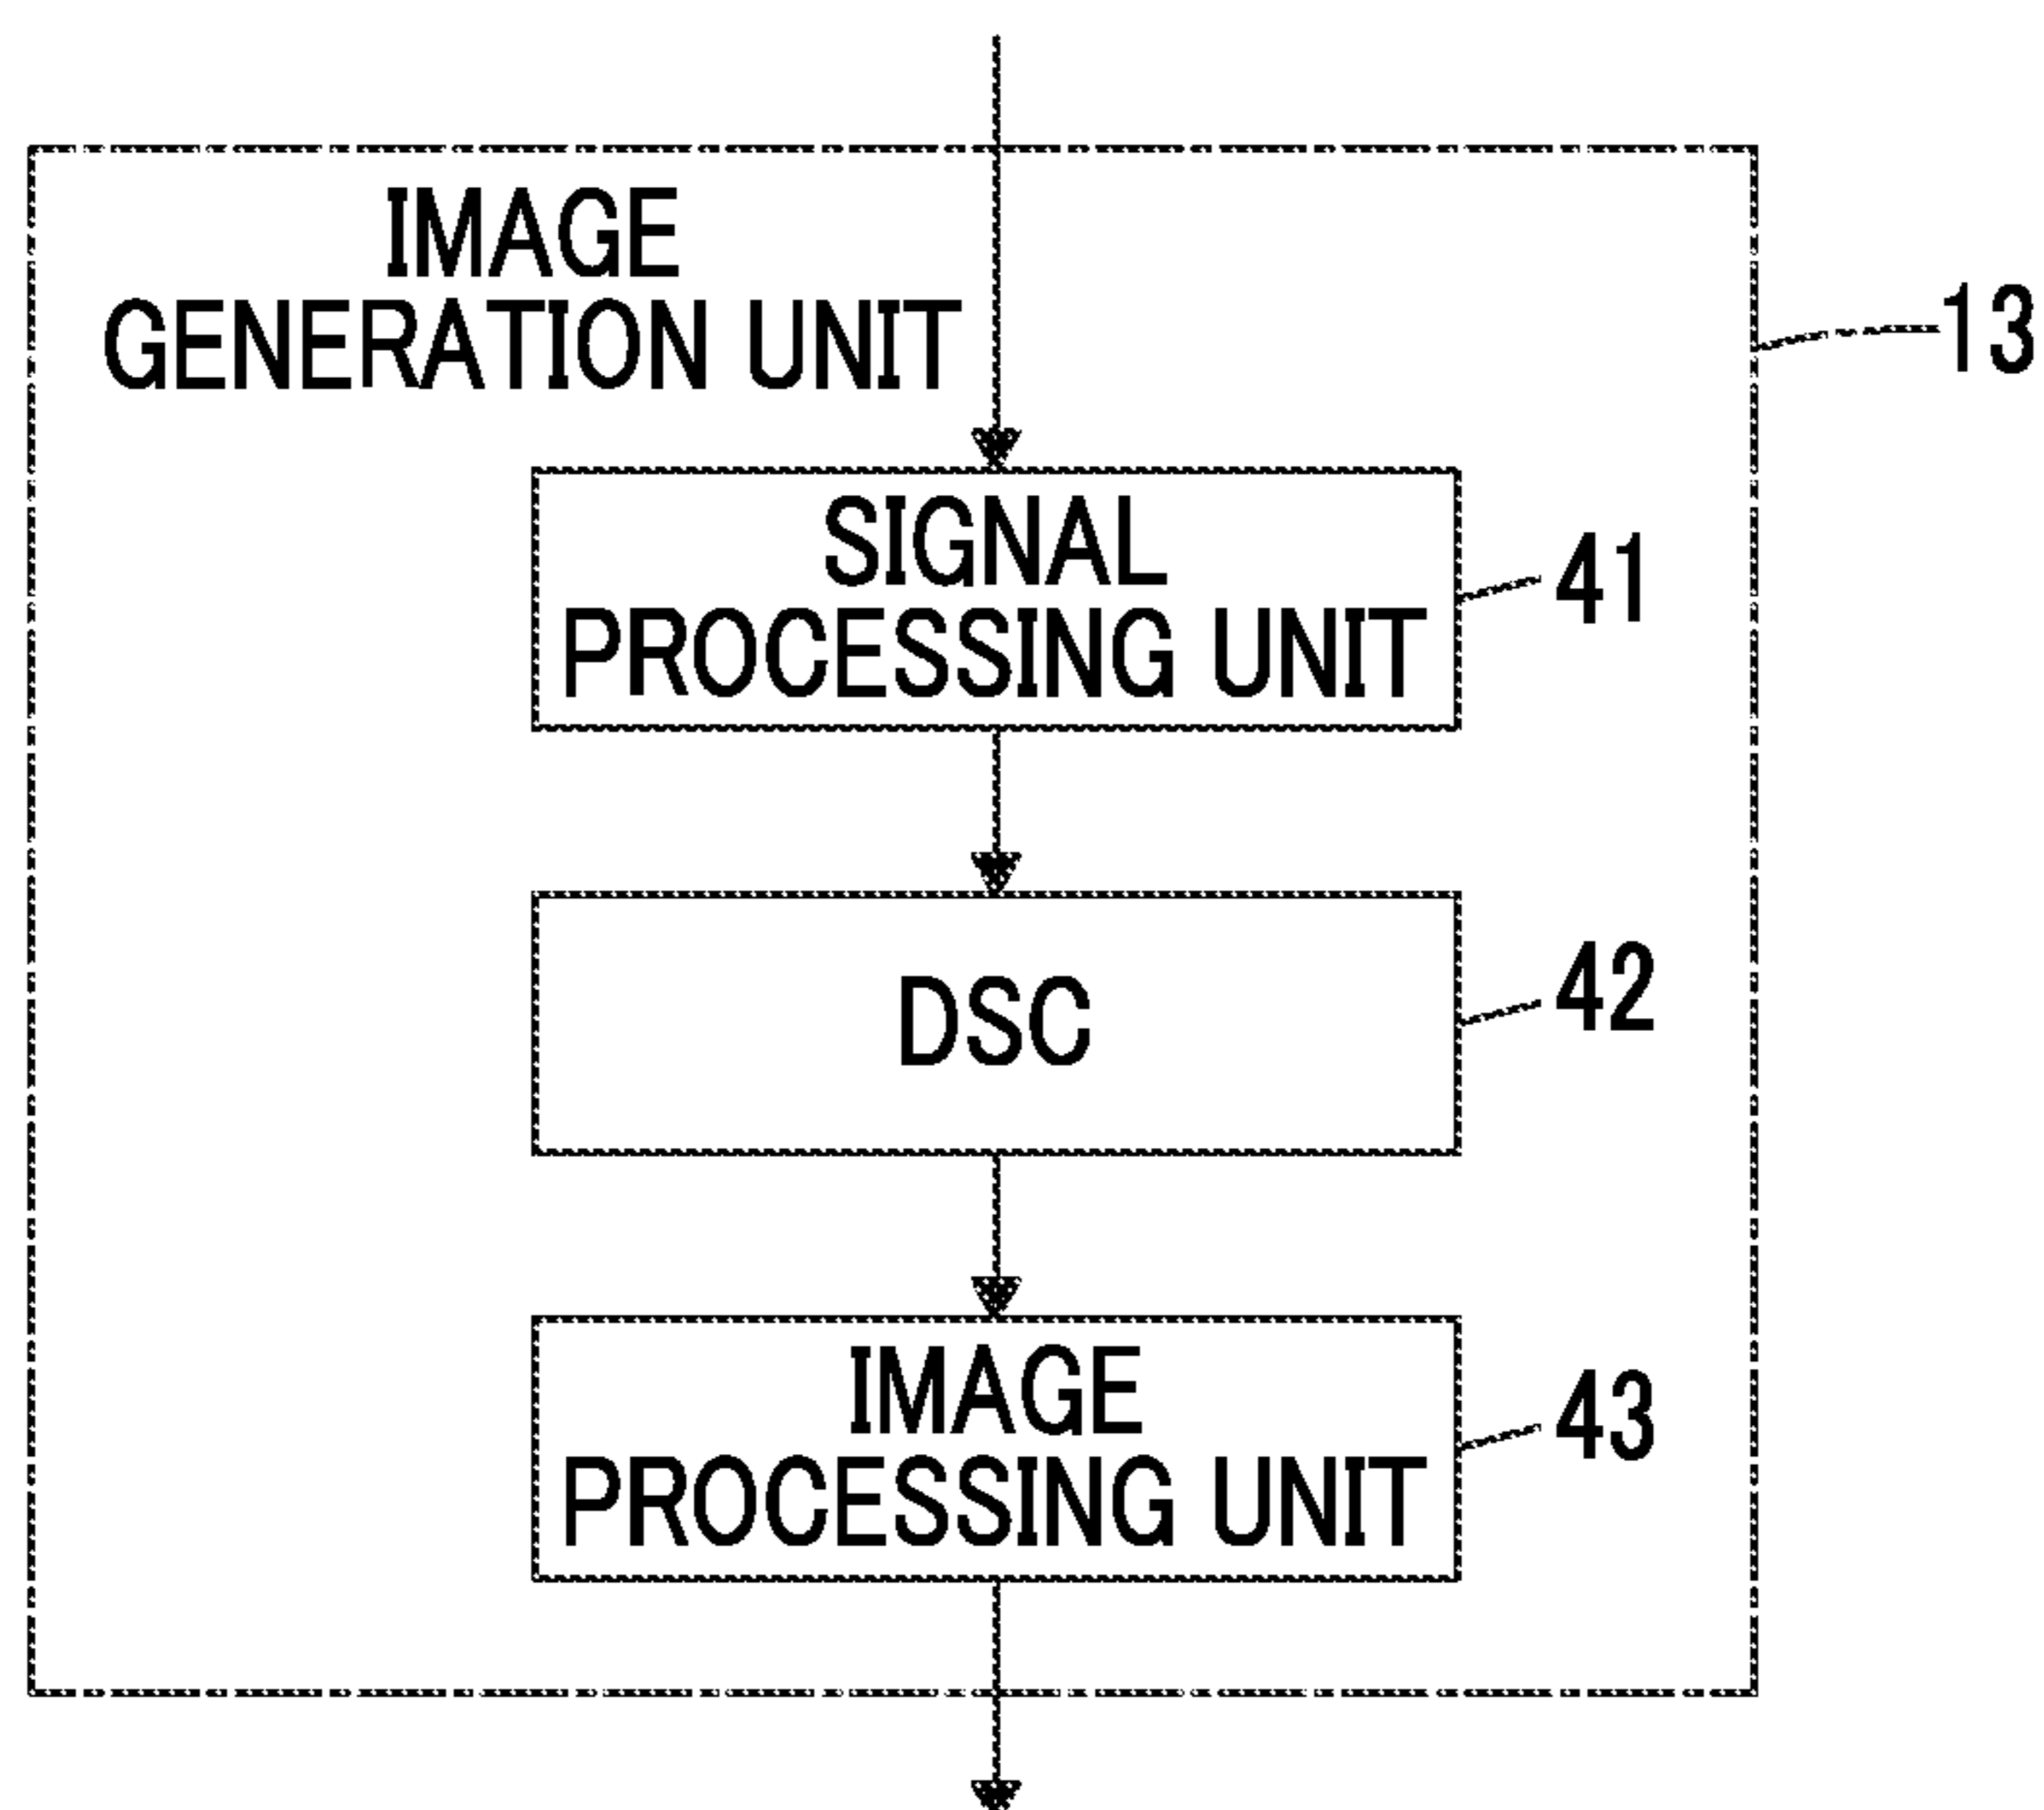 IMAGE
GENERATION UNIT
13
SIGNAL
PROCESSING UNIT
41
DSC
42
IMAGE
PROCESSING UNIT
43